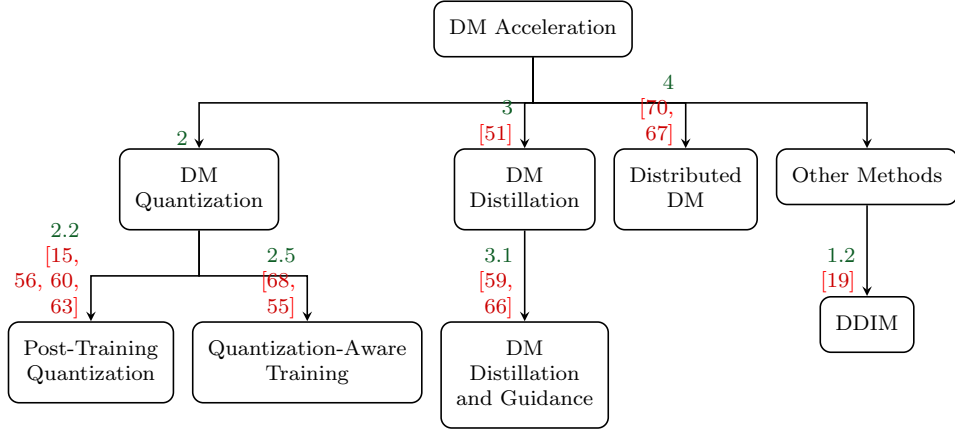 DM Acceleration
4
3
[70,
[51]
67]
2
DM
Quantization
DM
Distillation
Distributed
DM
Other Methods
2.2
[15,
56, 60,
63]
2.5
[68,
55]
3.1
[59,
66]
1.2
[19]
Post-Training
Quantization
Quantization-Aware
Training
DM
Distillation
and Guidance
DDIM